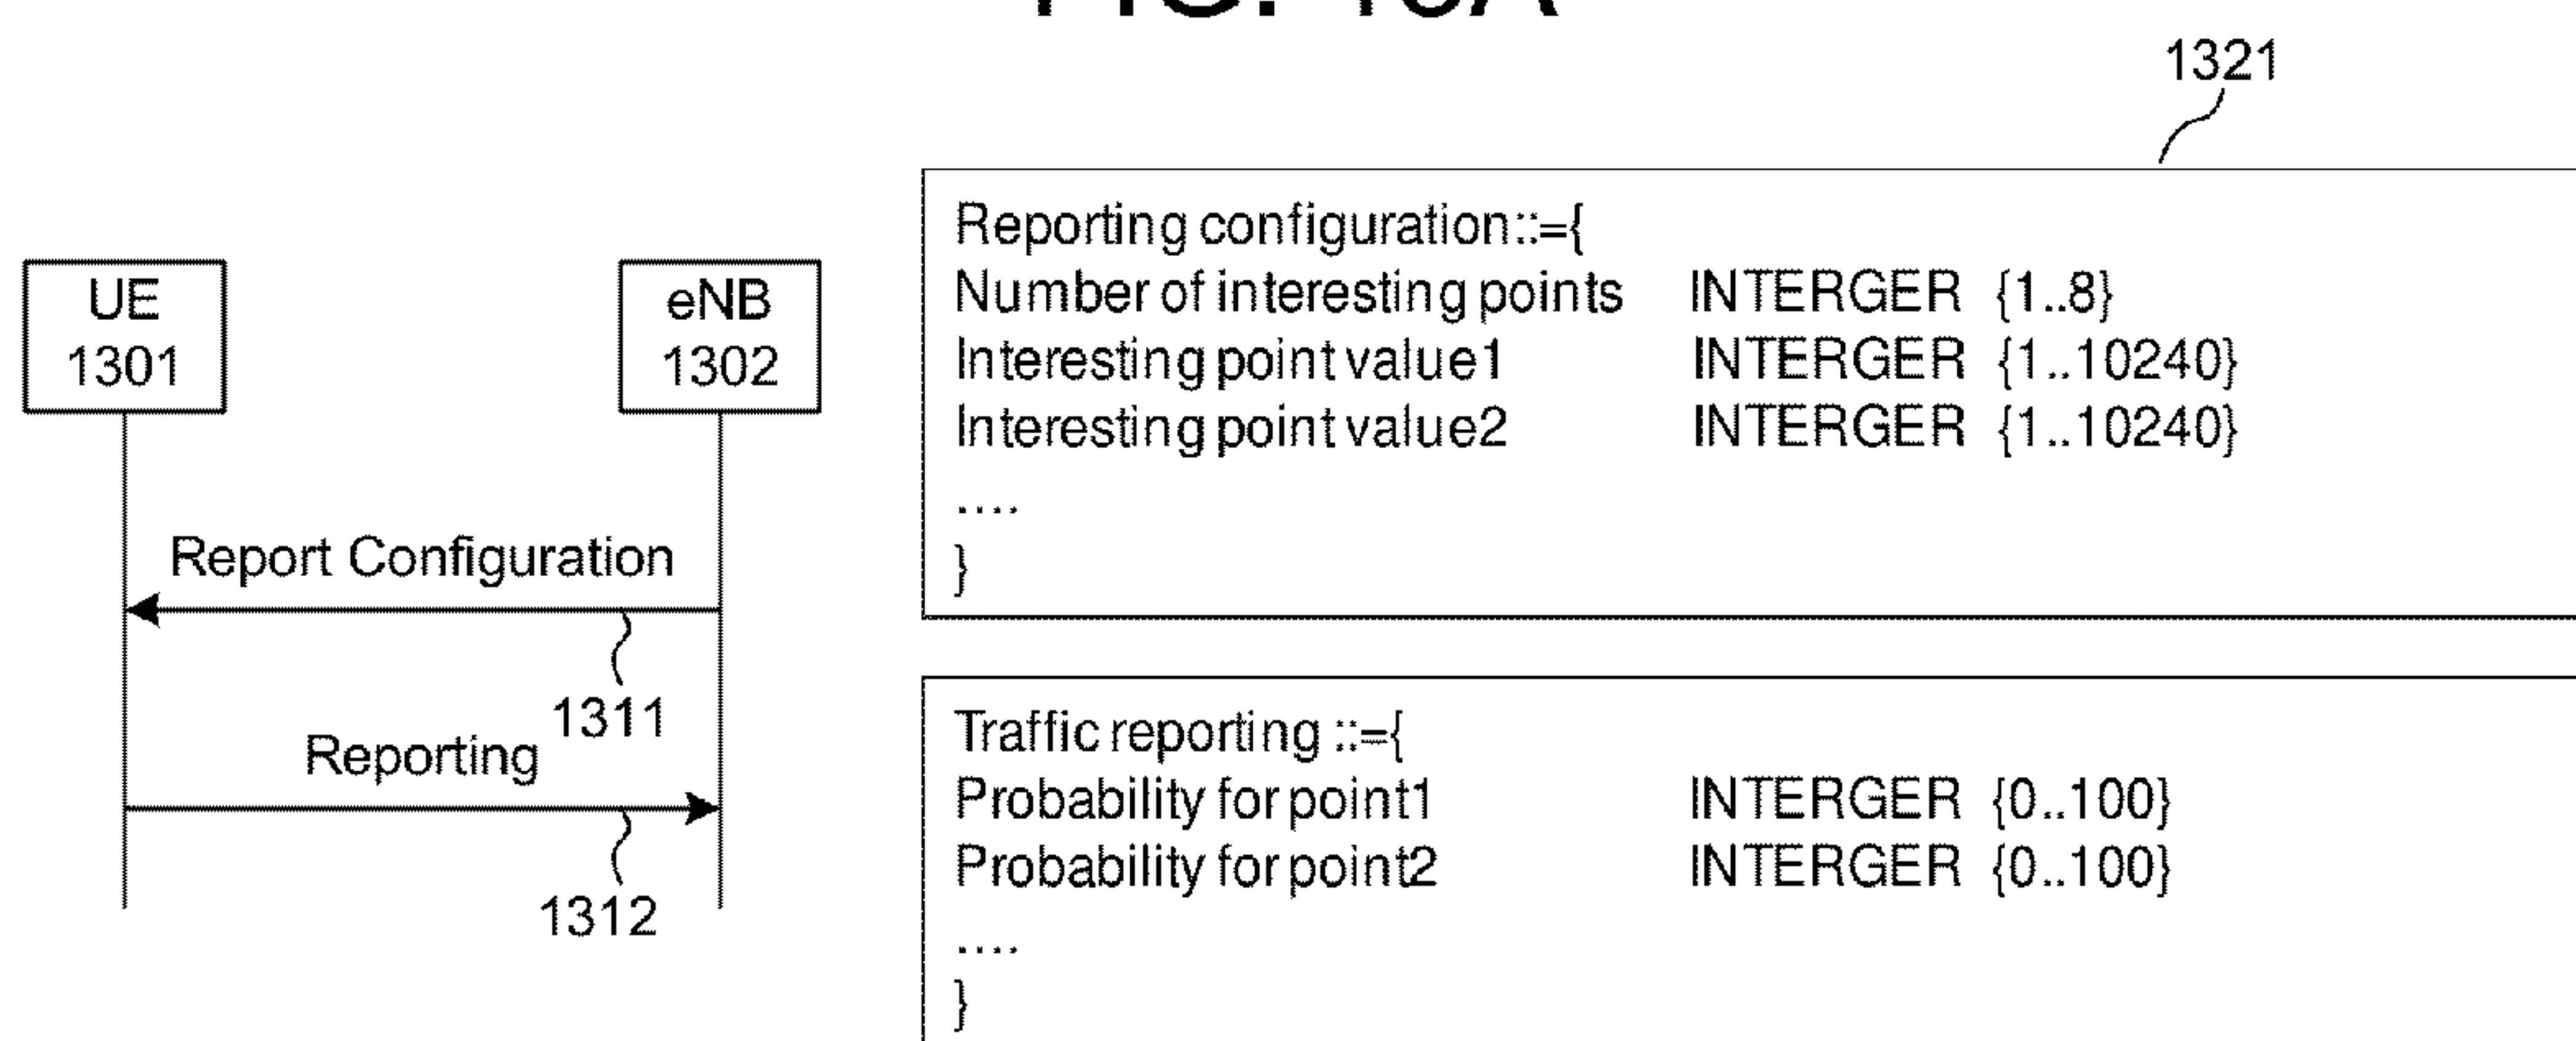 1321
UE
1301
eNB
1302
Report Configuration
1311
Reporting
1312
Reporting configuration::={
Number of interesting points INTERGER {1..8}
Interesting point value1 INTERGER {1..10240}
Interesting point value2 INTERGER {1..10240}
....
}
Traffic reporting ::={
Probability for point1 INTERGER {0..100}
Probability for point2 INTERGER {0..100}
....
}